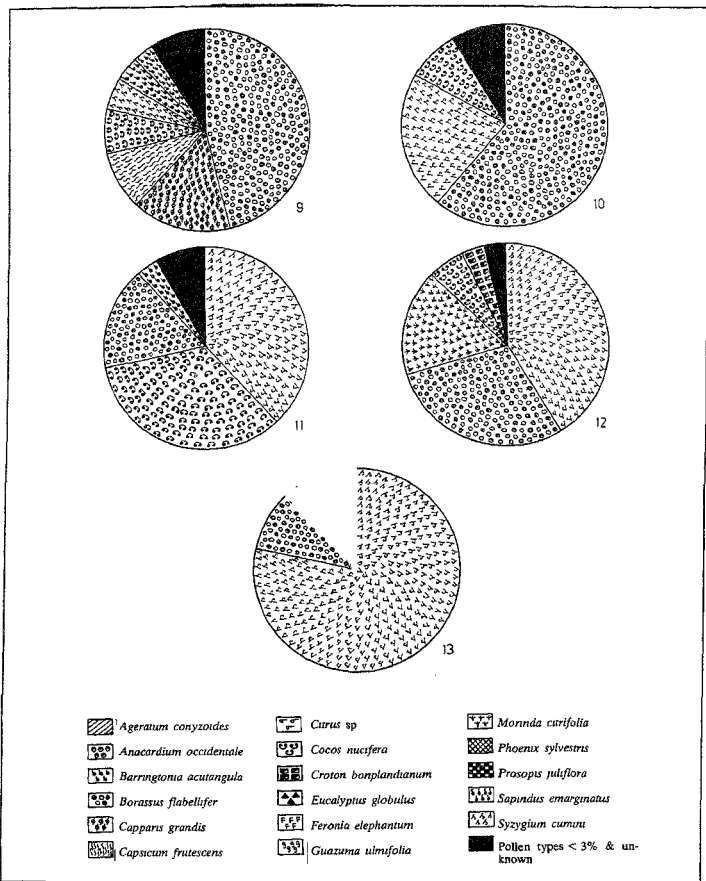 9
10
11
12
13
Ageratum conyzoides
Anacardium occidentale
Barringtonia acutangula
Borassus flabellifer
Capparis grandis
Capsicum frutescens
Citrus sp
Cocos nucifera
Croton bonplandianum
Eucalyptus globulus
Feronia elephantum
Guazuma ulmifolia
Morinda citrifolia
Phoenix sylvestris
Prosopis juliflora
Sapindus emarginatus
Syzygium cumini
Pollen types < 3% & un-
known